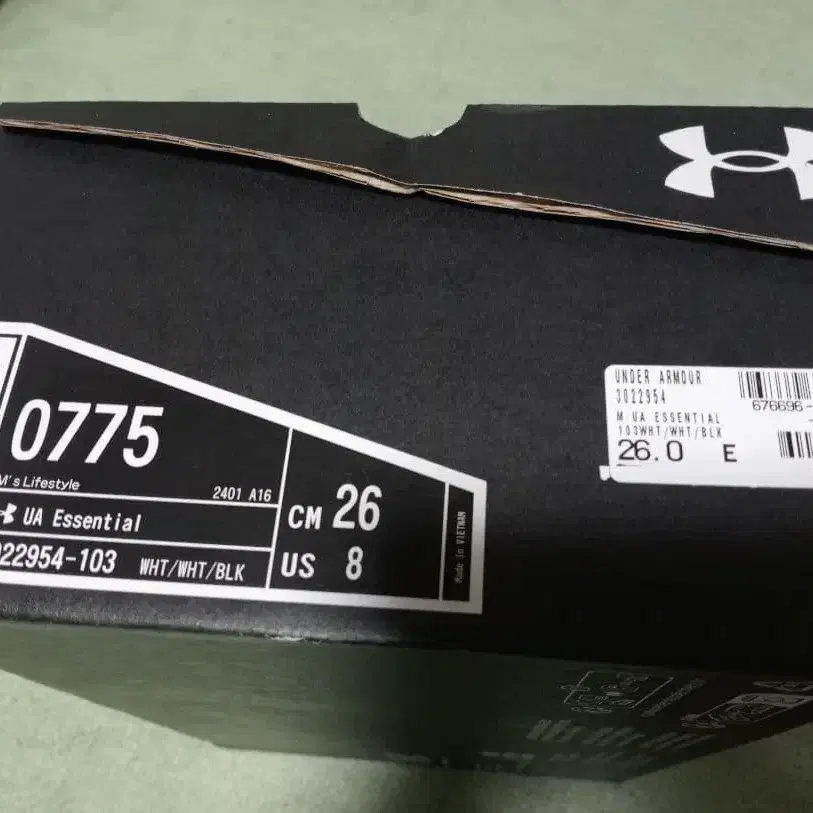 0775
M's Lifestyle
2401 A16
UA Essential
022954-103 WHT/WHT/BLK
CM 26
US 8
Made in VIETNAM
UNDER ARMOUR
3022954
M UA ESSENTIAL
103WHT/WHT/BLK
26.0 E
676696-